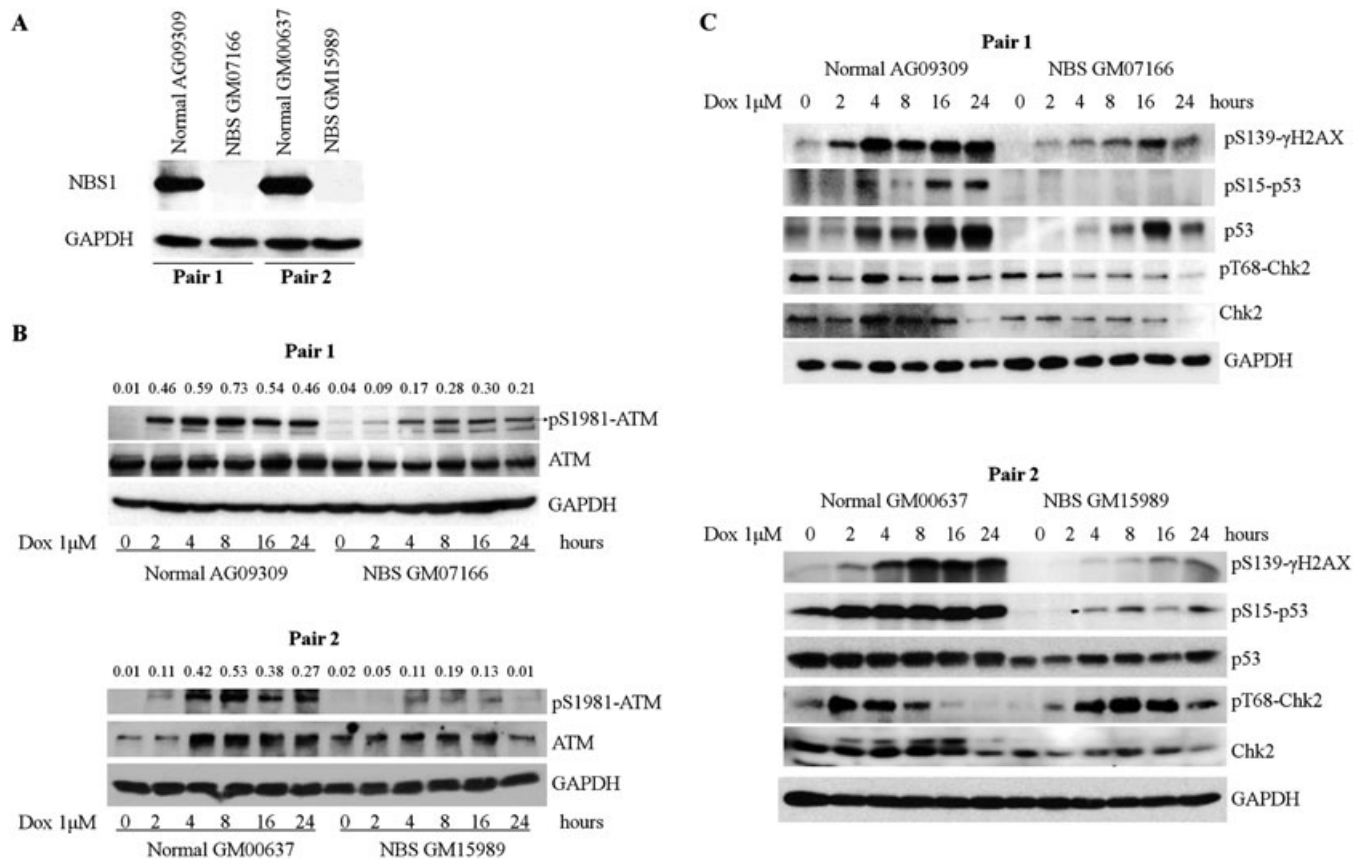 A
Normal AG09309
NBS GM07166
Normal GM00637
NBS GM15989
NBS1
GAPDH
Pair 1 Pair 2
B
Pair 1
0.01 0.46 0.59 0.73 0.54 0.46 0.04 0.09 0.17 0.28 0.30 0.21
pS1981-ATM
ATM
GAPDH
Dox 1μM 0 2 4 8 16 24 0 2 4 8 16 24 hours
Normal AG09309 NBS GM07166
Pair 2
0.01 0.11 0.42 0.53 0.38 0.27 0.02 0.05 0.11 0.19 0.13 0.01
pS1981-ATM
ATM
GAPDH
Dox 1μM 0 2 4 8 16 24 0 2 4 8 16 24 hours
Normal GM00637 NBS GM15989
C
Pair 1
Normal AG09309 NBS GM07166
Dox 1μM 0 2 4 8 16 24 0 2 4 8 16 24 hours
pS139-γH2AX
pS15-p53
p53
pT68-Chk2
Chk2
GAPDH
Pair 2
Normal GM00637 NBS GM15989
Dox 1μM 0 2 4 8 16 24 0 2 4 8 16 24 hours
pS139-γH2AX
pS15-p53
p53
pT68-Chk2
Chk2
GAPDH